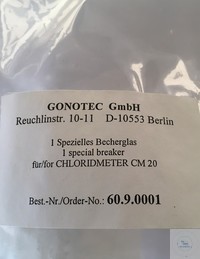 GONOTEC GmbH
Reuchlinstr. 10-11 D-10553 Berlin
1 Spezielles Becherglas
1 special breaker
für/for CHLORIDMETER CM 20
Best.-Nr./Order-No.: 60.9.0001